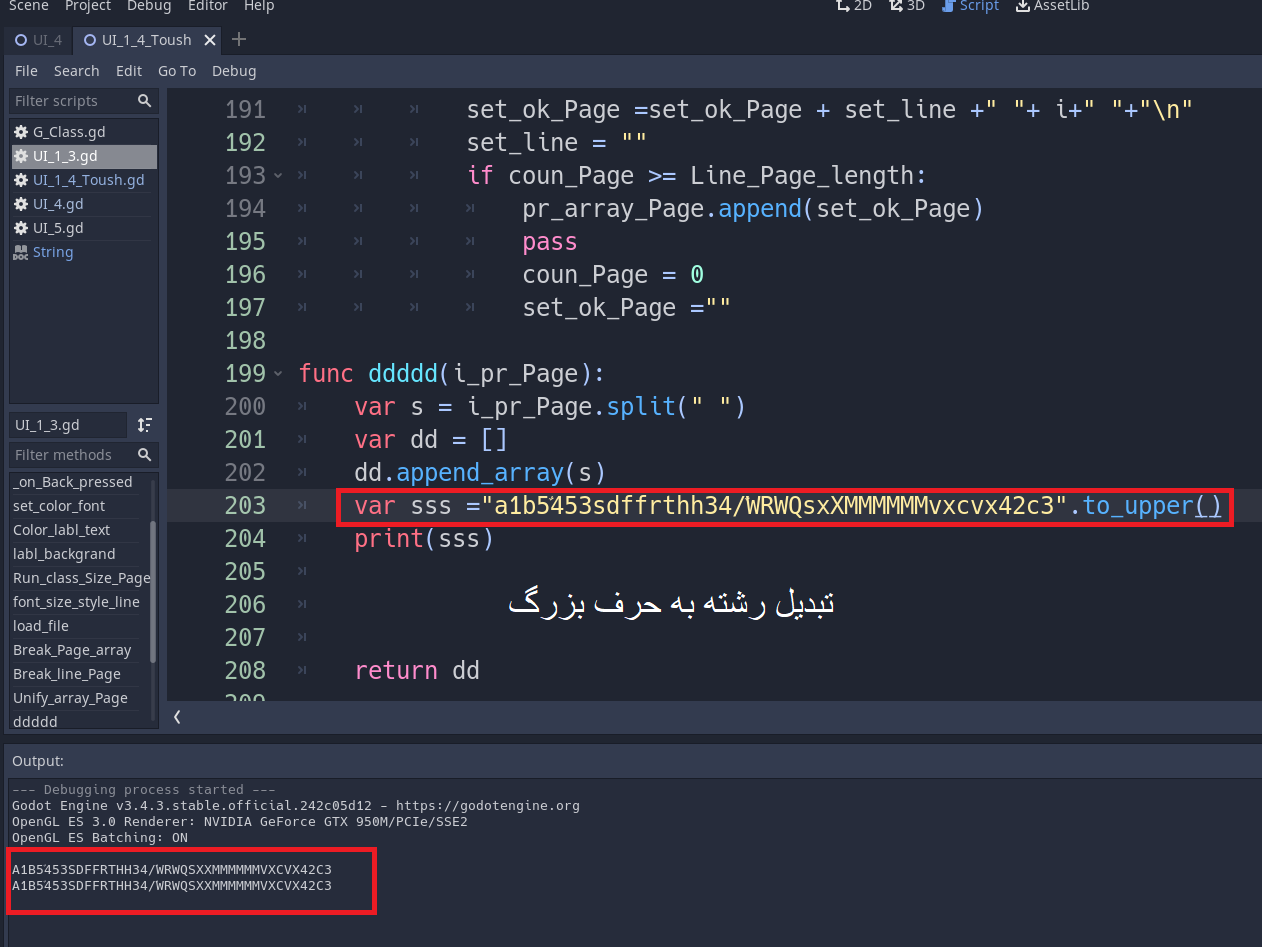 Scene Project Debug Editor Help 2D 3D Script AssetLib
UI_4 UI_1_4_Toush
File Search Edit Go To Debug
Filter scripts
G_Class.gd
UI_1_3.gd
UI_1_4_Toush.gd
UI_4.gd
UI_5.gd
DOC String
UI_1_3.gd
Filter methods
_on_Back_pressed
set_color_font
Color_labl_text
labl_backgrand
Run_class_Size_Page
font_size_style_line
load_file
Break_Page_array
Break_line_Page
Unify_array_Page
ddddd
191 set_ok_Page =set_ok_Page + set_line +" "+ i+" "+"\n"
192 set_line = ""
193 if coun_Page >= Line_Page_length:
194 pr_array_Page.append(set_ok_Page)
195 pass
196 coun_Page = 0
197 set_ok_Page =""
198
199 func ddddd(i_pr_Page):
200 var s = i_pr_Page.split(" ")
201 var dd = []
202 dd.append_array(s)
203 var sss ="a1b5453sdffrthh34/WRWQsxXMMMMMMvxcvx42c3".to_upper()
204 print(sss)
205
206 تبدیل رشته به حرف بزرگ
207
208 return dd
209
Output:
--- Debugging process started ---
Godot Engine v3.4.3.stable.official.242c05d12 - https://godotengine.org
OpenGL ES 3.0 Renderer: NVIDIA GeForce GTX 950M/PCIe/SSE2
OpenGL ES Batching: ON
A1B5453SDFFRTHH34/WRWQSXXMMMMMMVXCVX42C3
A1B5453SDFFRTHH34/WRWQSXXMMMMMMVXCVX42C3